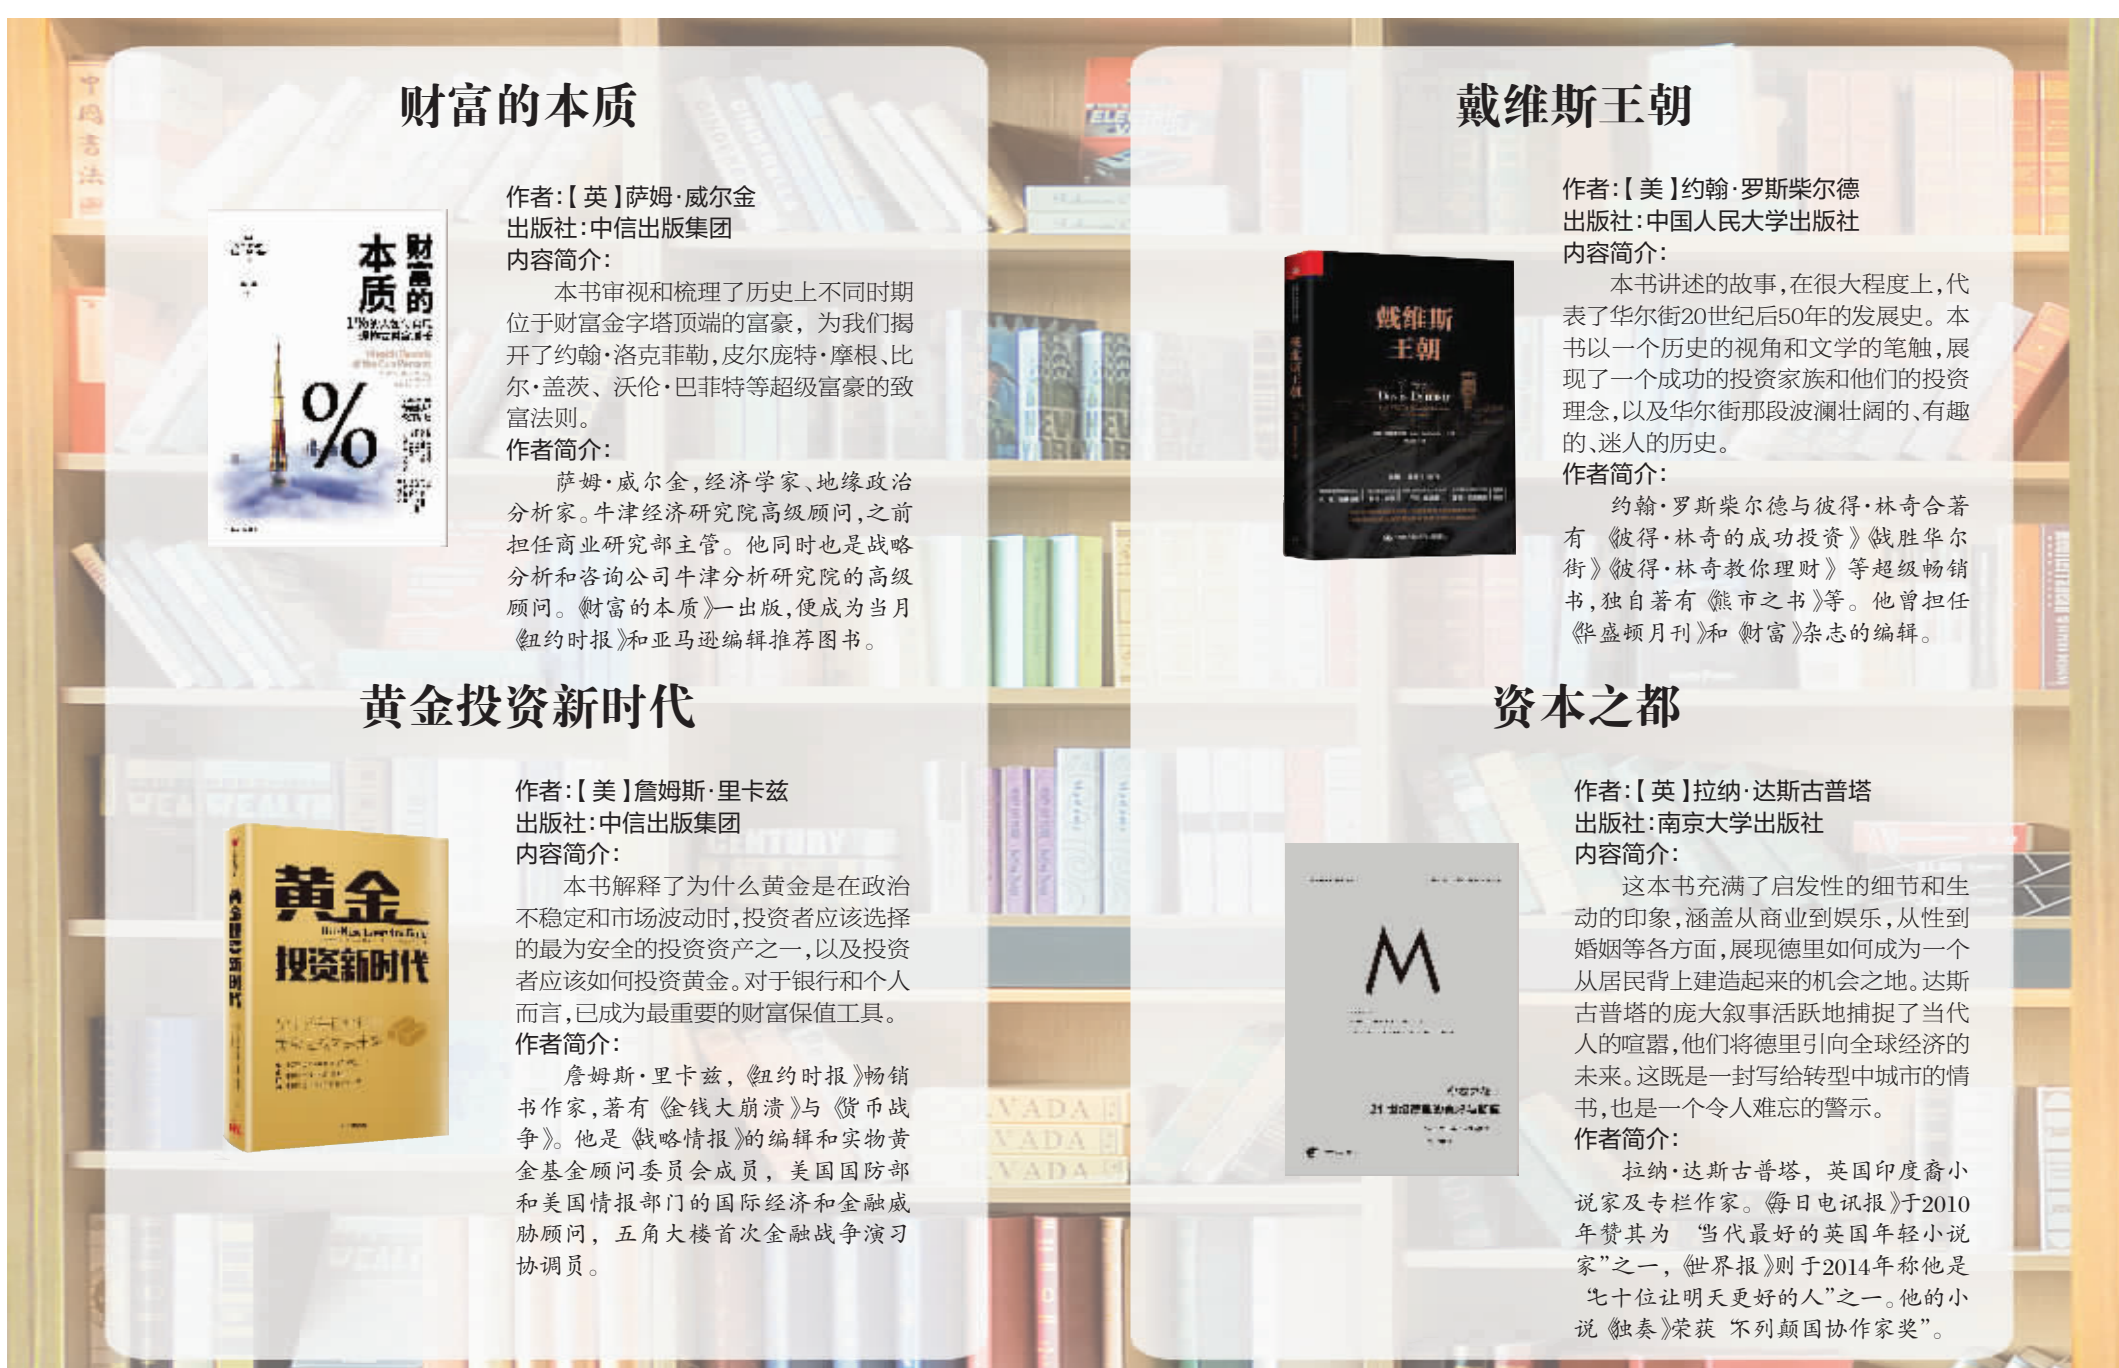 财富的本质
作者：【英】萨姆·威尔金
出版社：中信出版集团
内容简介：
本书审视和梳理了历史上不同时期
位于财富金字塔顶端的富豪，为我们揭
开了约翰·洛克菲勒，皮尔庞特·摩根、比
尔·盖茨、沃伦·巴菲特等超级富豪的致
富法则。
作者简介：
萨姆·威尔金，经济学家、地缘政治
分析家。牛津经济研究院高级顾问，之前
担任商业研究部主管。他同时也是战略
分析和咨询公司牛津分析研究院的高级
顾问。《财富的本质》一出版，便成为当月
《纽约时报》和亚马逊编辑推荐图书。
财富的
本质
%
黄金投资新时代
作者：【美】詹姆斯·里卡兹
出版社：中信出版集团
内容简介：
本书解释了为什么黄金是在政治
不稳定和市场波动时，投资者应该选择
的最为安全的投资资产之一，以及投资
者应该如何投资黄金。对于银行和个人
而言，已成为最重要的财富保值工具。
作者简介：
詹姆斯·里卡兹，《纽约时报》畅销
书作家，著有《金钱大崩溃》与《货币战
争》。他是《战略情报》的编辑和实物黄
金基金顾问委员会成员，美国国防部
和美国情报部门的国际经济和金融威
胁顾问，五角大楼首次金融战争演习
协调员。
黄金
投资新时代
黄金投资新时代
戴维斯王朝
作者：【美】约翰·罗斯柴尔德
出版社：中国人民大学出版社
内容简介：
本书讲述的故事，在很大程度上，代
表了华尔街20世纪后50年的发展史。本
书以一个历史的视角和文学的笔触，展
现了一个成功的投资家族和他们的投资
理念，以及华尔街那段波澜壮阔的、有趣
的、迷人的历史。
作者简介：
约翰·罗斯柴尔德与彼得·林奇合著
有《彼得·林奇的成功投资》《战胜华尔
街》《彼得·林奇教你理财》等超级畅销
书，独自著有《熊市之书》等。他曾担任
《华盛顿月刊》和《财富》杂志的编辑。
戴维斯
王朝
戴维斯王朝
资本之都
作者：【英】拉纳·达斯古普塔
出版社：南京大学出版社
内容简介：
这本书充满了启发性的细节和生
动的印象，涵盖从商业到娱乐，从性到
婚姻等各方面，展现德里如何成为一个
从居民背上建造起来的机会之地。达斯
古普塔的庞大叙事活跃地捕捉了当代
人的喧嚣，他们将德里引向全球经济的
未来。这既是一封写给转型中城市的情
书，也是一个令人难忘的警示。
作者简介：
拉纳·达斯古普塔，英国印度裔小
说家及专栏作家。《每日电讯报》于2010
年赞其为“当代最好的英国年轻小说
家”之一，《世界报》则于2014年称他是
“七十位让明天更好的人”之一。他的小
说《独奏》荣获“不列颠国协作家奖”。
M
中国书法
VADA
VADA
VADA
CENTURY